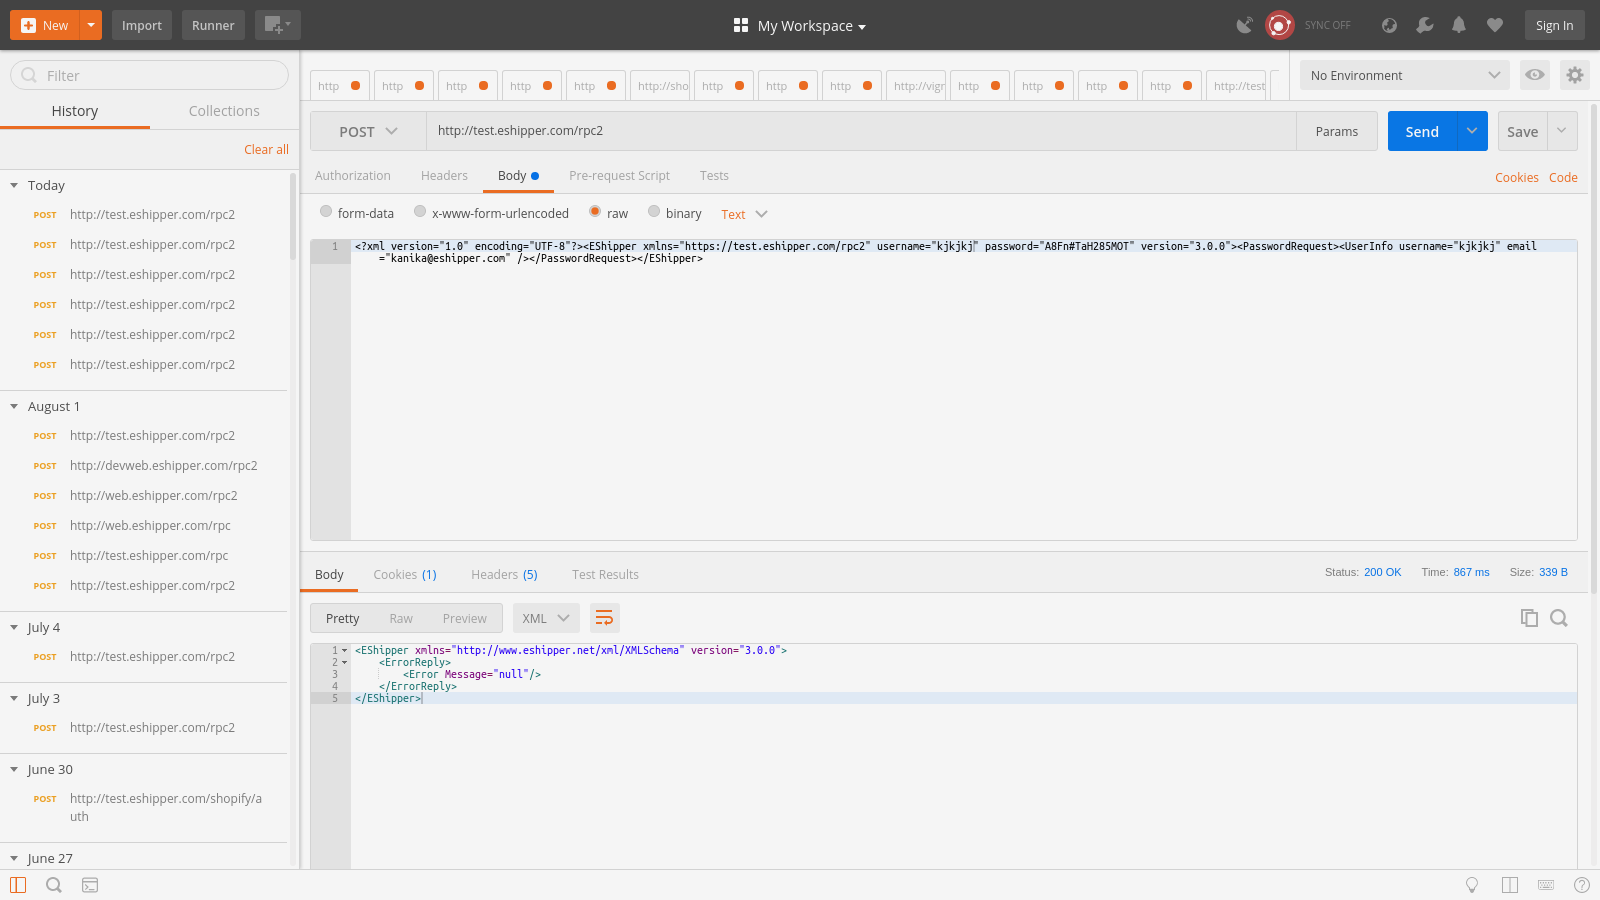 New
Import
Runner
My Workspace
SYNC OFF
Sign In
Filter
History
Collections
Clear all
Today
POST http://test.eshipper.com/rpc2
POST http://test.eshipper.com/rpc2
POST http://test.eshipper.com/rpc2
POST http://test.eshipper.com/rpc2
POST http://test.eshipper.com/rpc2
POST http://test.eshipper.com/rpc2
August 1
POST http://test.eshipper.com/rpc2
POST http://devweb.eshipper.com/rpc2
POST http://web.eshipper.com/rpc2
POST http://web.eshipper.com/rpc
POST http://test.eshipper.com/rpc
POST http://test.eshipper.com/rpc2
July 4
POST http://test.eshipper.com/rpc2
July 3
POST http://test.eshipper.com/rpc2
June 30
POST http://test.eshipper.com/shopify/a
uth
June 27
http http http http http http://sho http http http http://vigr http http http http http://test
No Environment
POST http://test.eshipper.com/rpc2 Params Send Save
Authorization Headers Body Pre-request Script Tests Cookies Code
form-data x-www-form-urlencoded raw binary Text
1 <?xml version="1.0" encoding="UTF-8"?><EShipper xmlns="https://test.eshipper.com/rpc2" username="kjkjkj" password="A8Fn#TaH285MOT" version="3.0.0"><PasswordRequest><UserInfo username="kjkjkj" email
="kanika@eshipper.com" /></PasswordRequest></EShipper>
Body Cookies (1) Headers (5) Test Results Status: 200 OK Time: 867 ms Size: 339 B
Pretty Raw Preview XML
1 <EShipper xmlns="http://www.eshipper.net/xml/XMLSchema" version="3.0.0">
2 <ErrorReply>
3 <Error Message="null"/>
4 </ErrorReply>
5 </EShipper>